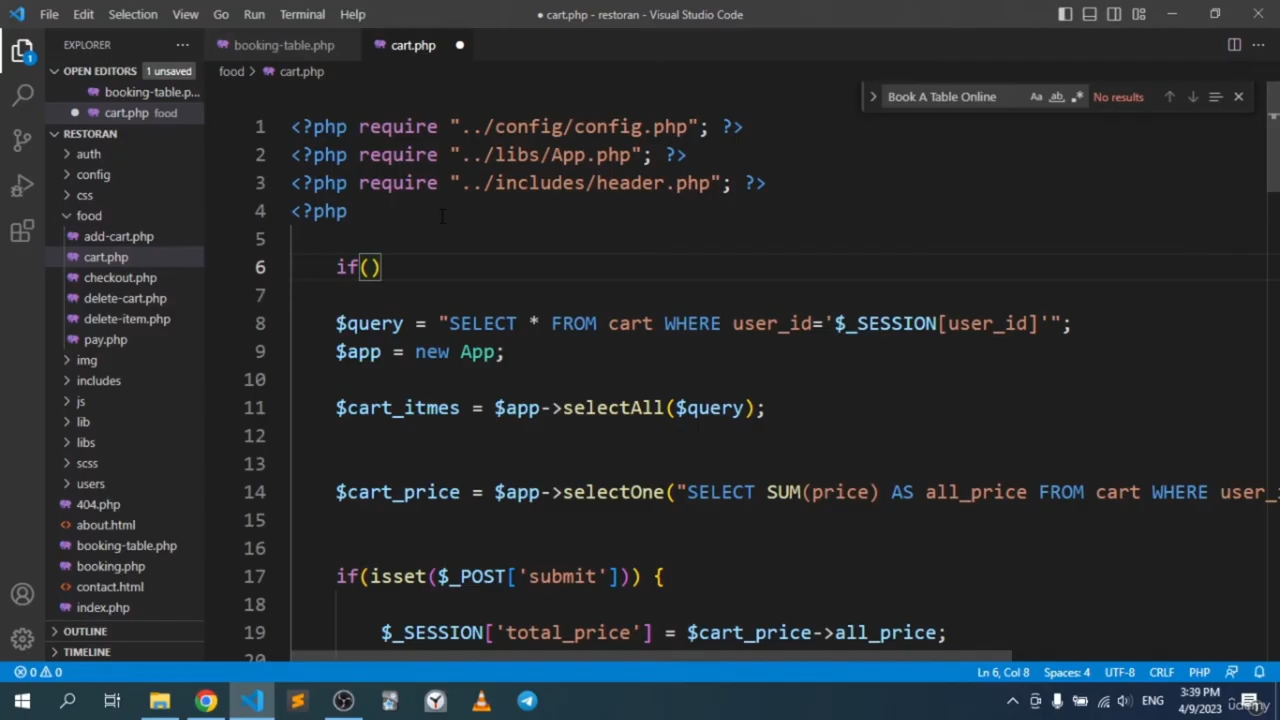 File Edit Selection View Go Run Terminal Help
● cart.php - restoran - Visual Studio Code
EXPLORER
booking-table.php
cart.php
OPEN EDITORS 1 unsaved
food > cart.php
booking-table.p...
cart.php food
Book A Table Online
Aa ab .* No results
RESTORAN
auth
config
css
food
add-cart.php
cart.php
checkout.php
delete-cart.php
delete-item.php
pay.php
img
includes
js
lib
libs
scss
users
404.php
about.html
booking-table.php
booking.php
contact.html
index.php
OUTLINE
TIMELINE
1 <?php require "../config/config.php"; ?>
2 <?php require "../libs/App.php"; ?>
3 <?php require "../includes/header.php"; ?>
4 <?php
5
6 if()
7
8 $query = "SELECT * FROM cart WHERE user_id='$_SESSION[user_id]'";
9 $app = new App;
10
11 $cart_itmes = $app->selectAll($query);
12
13
14 $cart_price = $app->selectOne("SELECT SUM(price) AS all_price FROM cart WHERE user_
15
16
17 if(isset($_POST['submit'])) {
18
19 $_SESSION['total_price'] = $cart_price->all_price;
20
0 0
Ln 6, Col 8 Spaces: 4 UTF-8 CRLF PHP
ENG
3:39 PM
4/9/2023
udemy